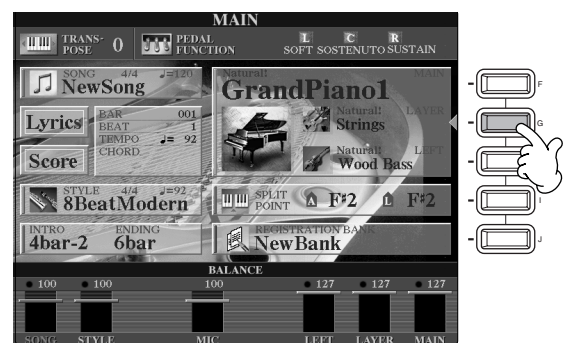 MAIN
TRANS-
POSE 0
PEDAL
FUNCTION
L C R
SOFT SOSTENUTO SUSTAIN
SONG 4/4 ♩=120
NewSong
Lyrics
Score
BAR 001
BEAT 1
TEMPO ♩= 92
CHORD
Natural! MAIN
GrandPiano1
Natural! LAYER
Strings
Natural! LEFT
Wood Bass
STYLE 4/4 ♩=92
8BeatModern
SPLIT
POINT A F♯2 L F♯2
INTRO ENDING
4bar-2 6bar
REGISTRATION BANK
NewBank
F
G
I
J
BALANCE
100 100 100 127 127 127
SONG STYLE MIC LEFT LAYER MAIN